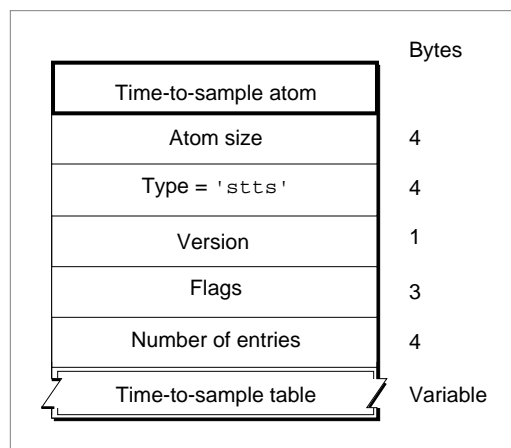 Bytes
Time-to-sample atom
Atom size 4
Type = 'stts' 4
Version 1
Flags 3
Number of entries 4
Time-to-sample table Variable